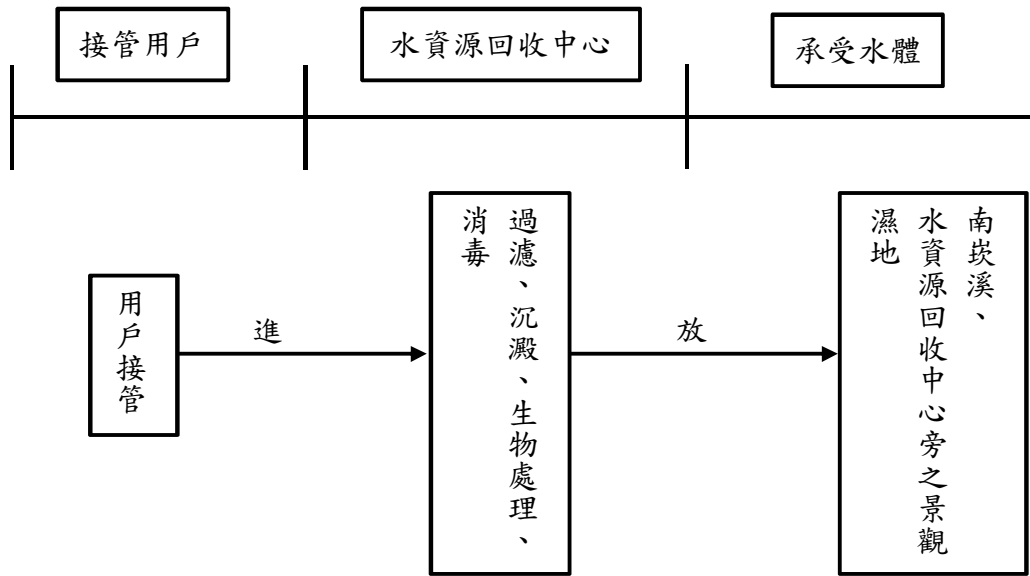 接管用戶
水資源回收中心
承受水體
用戶接管
進
過濾、沉澱、生物處理、
消毒
放
南崁溪、
水資源回收中心旁之景觀
濕地